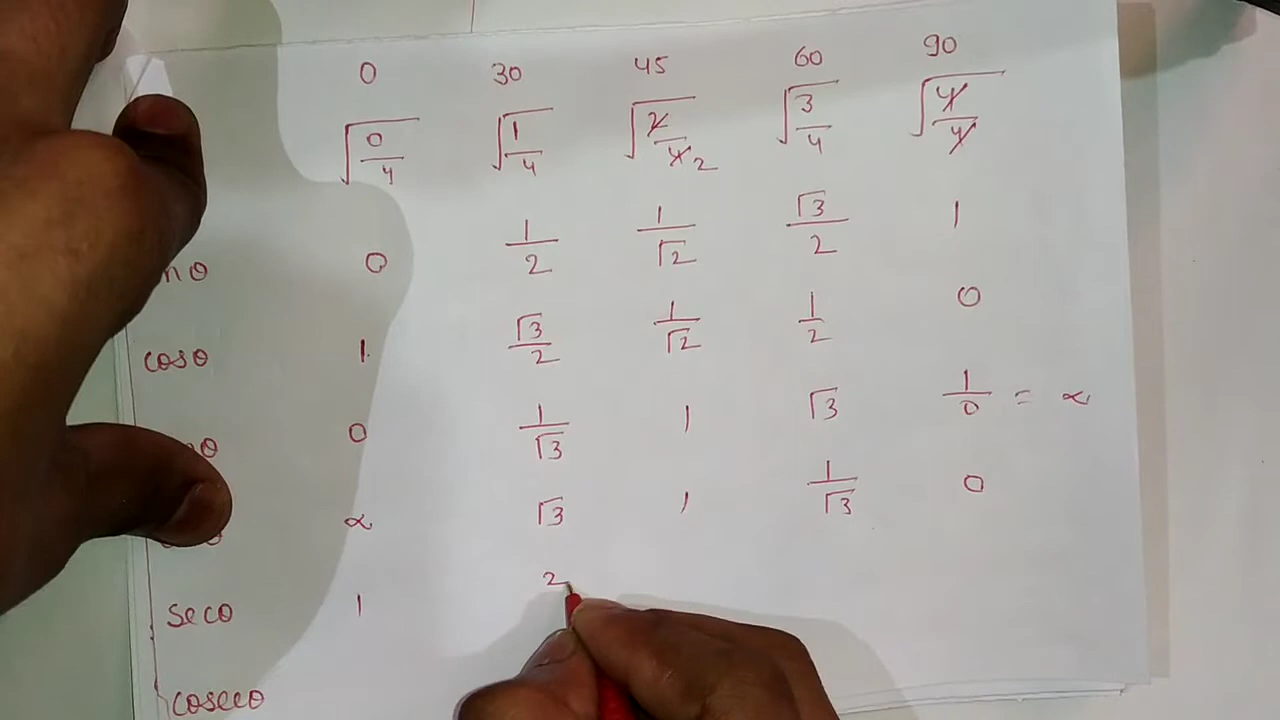 0 30 45 60 90
√0/4 √1/4 √2/4 2 √3/4 √4/4
nθ 0 1/2 1/√2 √3/2 1
cosθ 1 √3/2 1/√2 1/2 0
θ 0 1/√3 1 √3 1/0 = ∝
∝ √3 1 1/√3 0
secθ 1 2
cosecθ